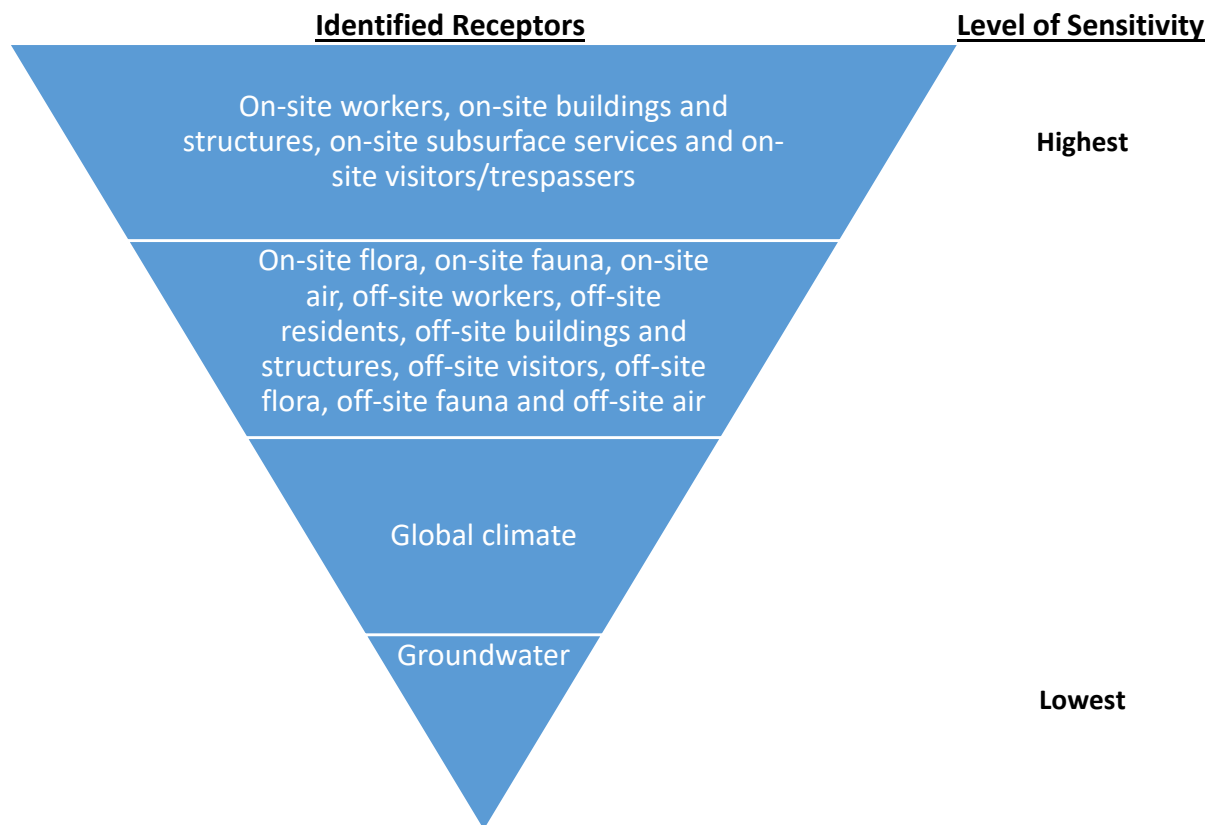 Identified Receptors
Level of Sensitivity
On-site workers, on-site buildings and
structures, on-site subsurface services and on-
site visitors/trespassers
Highest
On-site flora, on-site fauna, on-site
air, off-site workers, off-site
residents, off-site buildings and
structures, off-site visitors, off-site
flora, off-site fauna and off-site air
Global climate
Groundwater
Lowest